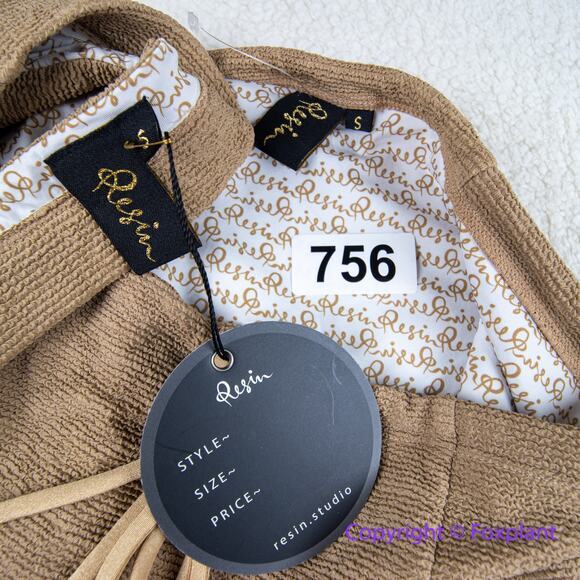 Resin
S
Resin
S
756
Resin
STYLE~
SIZE~
PRICE~
resin.studio
Copyright © Foxplant